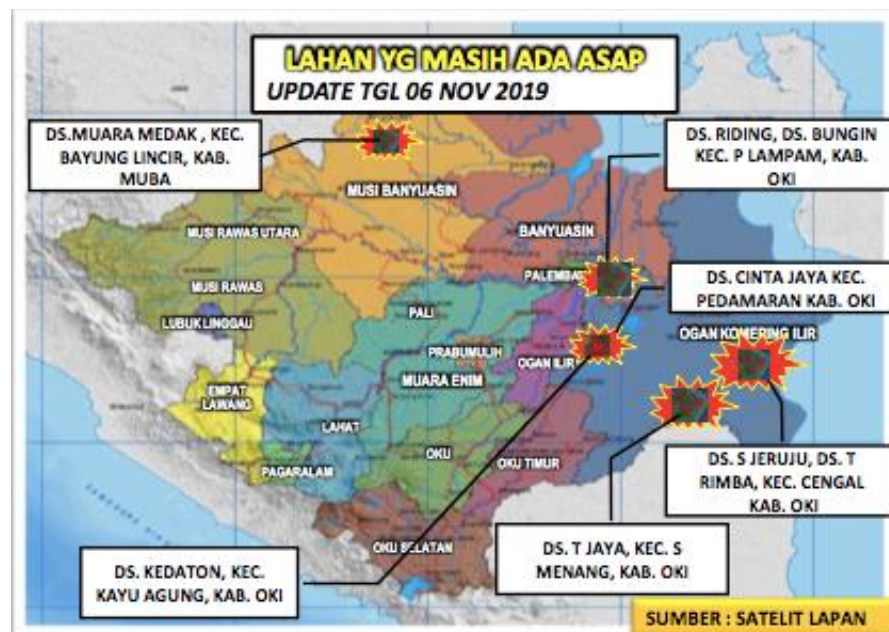 LAHAN YG MASIH ADA ASAP
UPDATE TGL 06 NOV 2019
DS.MUARA MEDAK , KEC.
BAYUNG LINCIR, KAB.
MUBA
DS. RIDING, DS. BUNGIN
KEC. P LAMPAM, KAB.
OKI
MUSI BANYUASIN
MUSI RAWAS UTARA
BANYUASIN
PALEMBA
MUSI RAWAS
DS. CINTA JAYA KEC.
PEDAMARAN KAB. OKI
LUBUK LINGGAU
PALI
PRABUMULIH
OGAN ILIR
OGAN KOMERING ILIR
MUARA ENIM
EMPAT
LAWANG
LAHAT
OKU
OKU TIMUR
PAGARALAM
DS. S JERUJU, DS. T
RIMBA, KEC. CENGAL
KAB. OKI
OKU SELATAN
DS. T JAYA, KEC. S
MENANG, KAB. OKI
DS. KEDATON, KEC.
KAYU AGUNG, KAB. OKI
SUMBER : SATELIT LAPAN